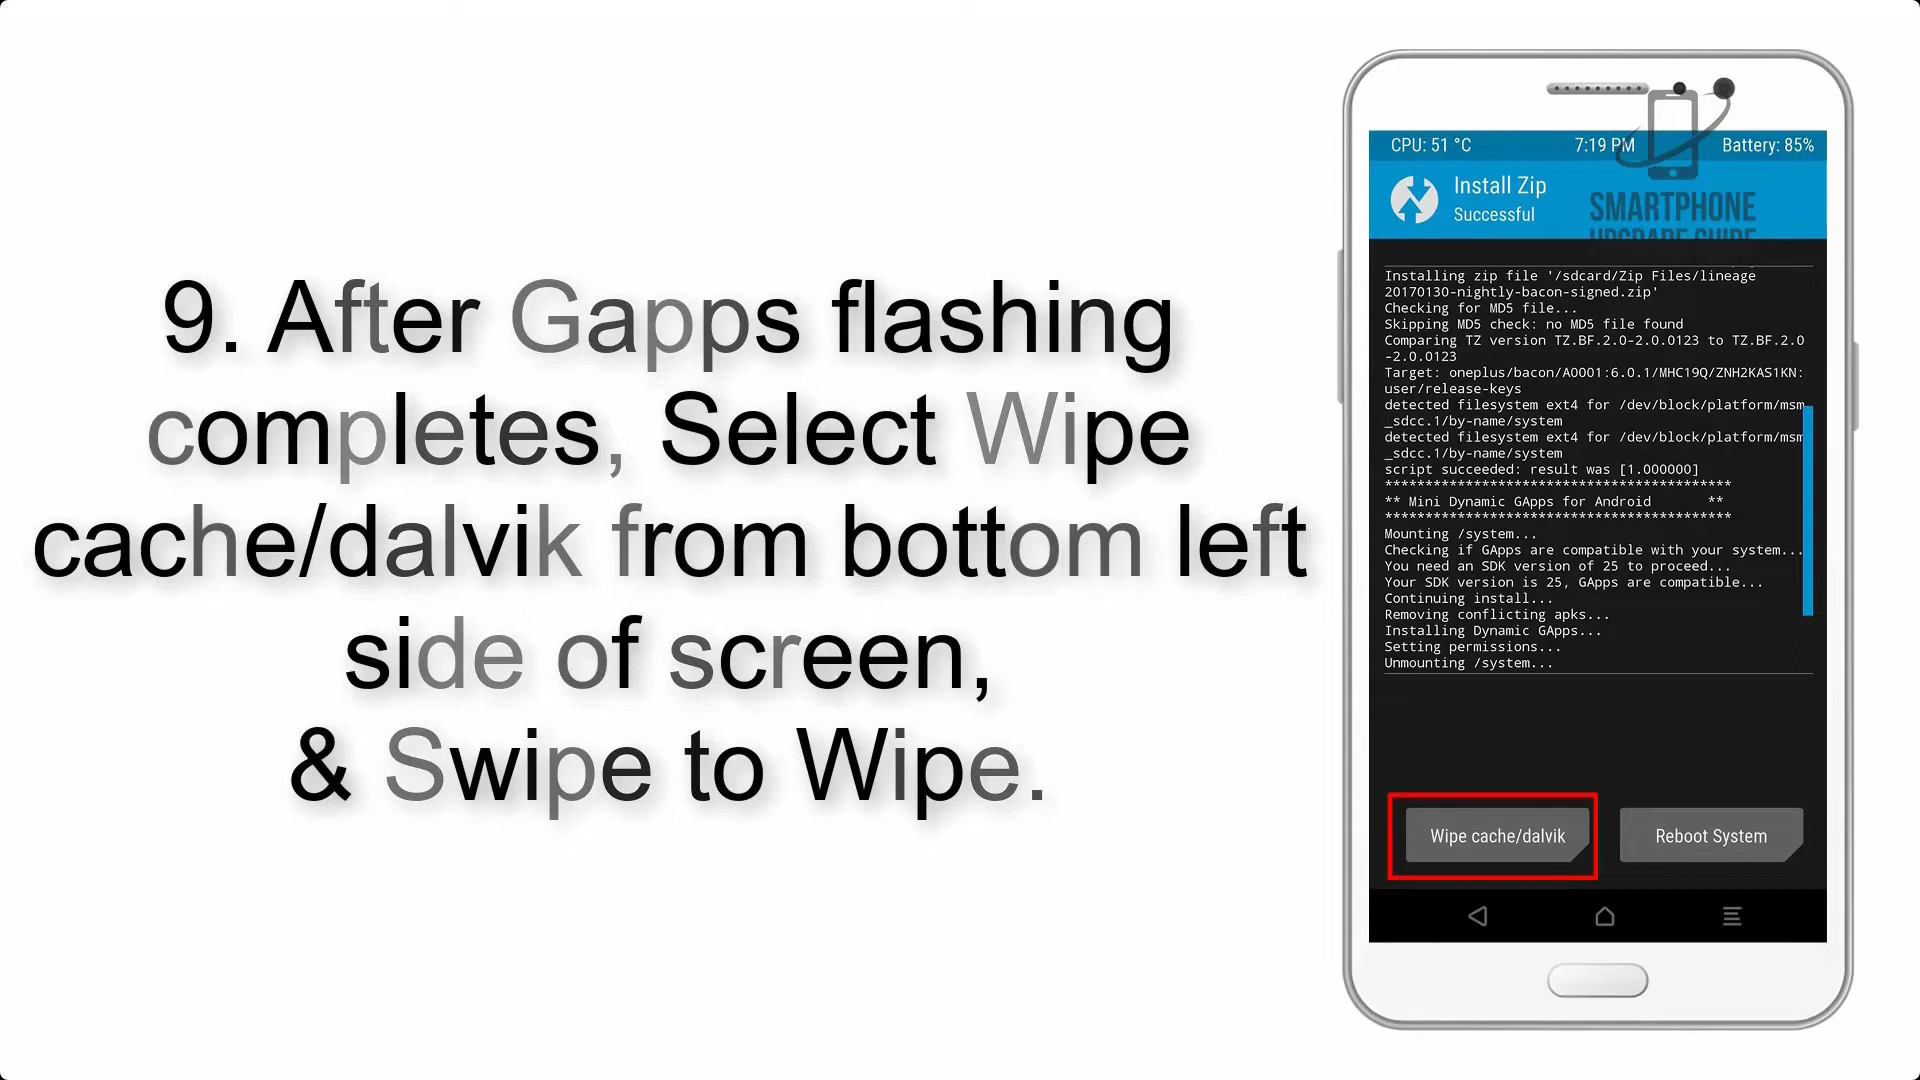 9. After Gapps flashing
completes, Select Wipe
cache/dalvik from bottom left
side of screen,
& Swipe to Wipe.
CPU: 51 °C 7:19 PM Battery: 85%
Install Zip
Successful
SMARTPHONE
UPGRADE GUIDE
Installing zip file '/sdcard/Zip Files/lineage
20170130-nightly-bacon-signed.zip'
Checking for MD5 file...
Skipping MD5 check: no MD5 file found
Comparing TZ version TZ.BF.2.0-2.0.0123 to TZ.BF.2.0
-2.0.0123
Target: oneplus/bacon/A0001:6.0.1/MHC19Q/ZNH2KAS1KN:
user/release-keys
detected filesystem ext4 for /dev/block/platform/msm
_sdcc.1/by-name/system
detected filesystem ext4 for /dev/block/platform/msm
_sdcc.1/by-name/system
script succeeded: result was [1.000000]
*******************************************
** Mini Dynamic GApps for Android **
*******************************************
Mounting /system...
Checking if GApps are compatible with your system...
You need an SDK version of 25 to proceed...
Your SDK version is 25, GApps are compatible...
Continuing install...
Removing conflicting apks...
Installing Dynamic GApps...
Setting permissions...
Unmounting /system...
Wipe cache/dalvik Reboot System